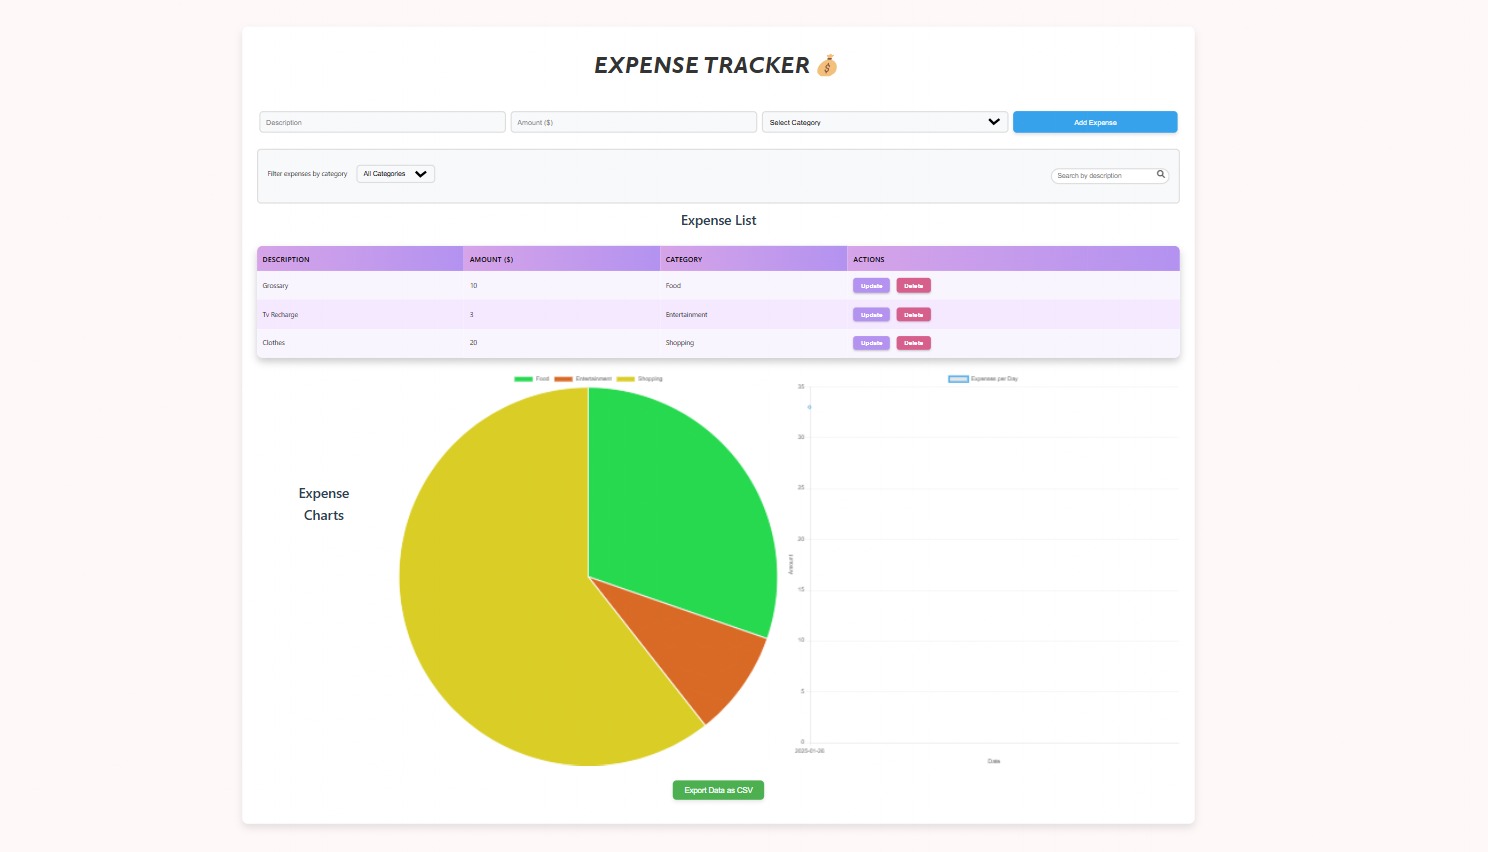 EXPENSE TRACKER 💰
Description
Amount ($)
Select Category
Add Expense
Filter expenses by category
All Categories
Search by description
Expense List
DESCRIPTION AMOUNT ($) CATEGORY ACTIONS
Grossary 10 Food Update Delete
Tv Recharge 3 Entertainment Update Delete
Clothes 20 Shopping Update Delete
Expense
Charts
Food Entertainment Shopping
Expenses per Day
35
30
25
20
15
10
5
0
Amount
2025-01-26
Date
Export Data as CSV